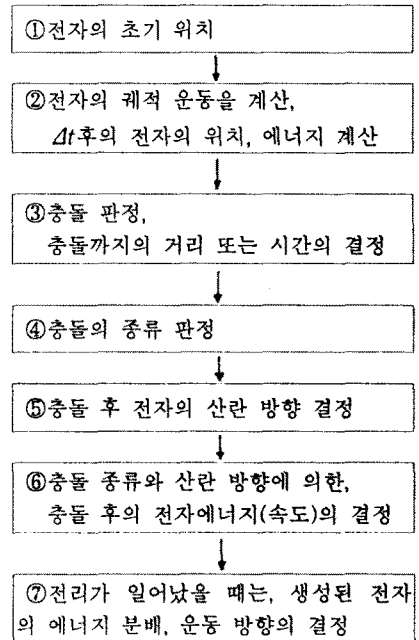 ①전자의 초기 위치
②전자의 궤적 운동을 계산,
Δt후의 전자의 위치, 에너지 계산
③충돌 판정,
충돌까지의 거리 또는 시간의 결정
④충돌의 종류 판정
⑤충돌 후 전자의 산란 방향 결정
⑥충돌 종류와 산란 방향에 의한,
충돌 후의 전자에너지(속도)의 결정
⑦전리가 일어났을 때는, 생성된 전자
의 에너지 분배, 운동 방향의 결정